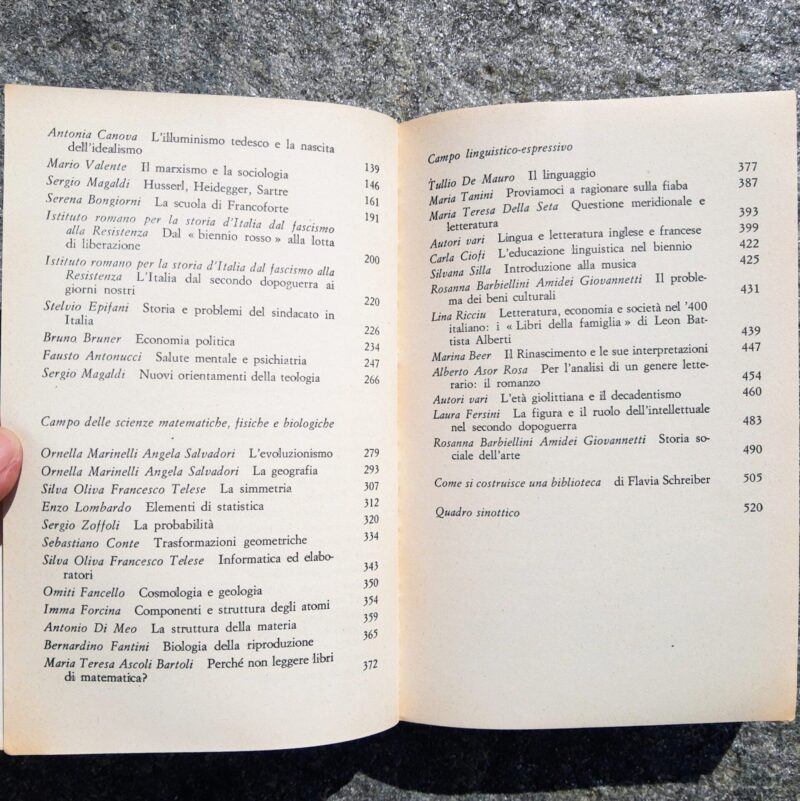 Antonia Canova L'illuminismo tedesco e la nascita
dell'idealismo 139
Mario Valente Il marxismo e la sociologia 146
Sergio Magaldi Husserl, Heidegger, Sartre 161
Serena Bongiorni La scuola di Francoforte 191
Istituto romano per la storia d'Italia dal fascismo
alla Resistenza Dal « biennio rosso » alla lotta
di liberazione 200
Istituto romano per la storia d'Italia dal fascismo alla
Resistenza L'Italia dal secondo dopoguerra ai
giorni nostri 220
Stelvio Epifani Storia e problemi del sindacato in
Italia 226
Bruno Bruner Economia politica 234
Fausto Antonucci Salute mentale e psichiatria 247
Sergio Magaldi Nuovi orientamenti della teologia 266
Campo delle scienze matematiche, fisiche e biologiche
Ornella Marinelli Angela Salvadori L'evoluzionismo 279
Ornella Marinelli Angela Salvadori La geografia 293
Silva Oliva Francesco Telese La simmetria 307
Enzo Lombardo Elementi di statistica 312
Sergio Zoffoli La probabilità 320
Sebastiano Conte Trasformazioni geometriche 334
Silva Oliva Francesco Telese Informatica ed elabo-
ratori 343
Omiti Fancello Cosmologia e geologia 350
Imma Forcina Componenti e struttura degli atomi 354
Antonio Di Meo La struttura della materia 359
Bernardino Fantini Biologia della riproduzione 365
Maria Teresa Ascoli Bartoli Perché non leggere libri
di matematica? 372
Campo linguistico-espressivo
Tullio De Mauro Il linguaggio 377
Maria Tanini Proviamoci a ragionare sulla fiaba 387
Maria Teresa Della Seta Questione meridionale e
letteratura 393
Autori vari Lingua e letteratura inglese e francese 399
Carla Ciofi L'educazione linguistica nel biennio 422
Silvana Silla Introduzione alla musica 425
Rosanna Barbiellini Amidei Giovannetti Il proble-
ma dei beni culturali 431
Lina Ricciu Letteratura, economia e società nel '400
italiano: i « Libri della famiglia » di Leon Bat-
tista Alberti 439
Marina Beer Il Rinascimento e le sue interpretazioni 447
Alberto Asor Rosa Per l'analisi di un genere lette-
rario: il romanzo 454
Autori vari L'età giolittiana e il decadentismo 460
Laura Fersini La figura e il ruolo dell'intellettuale
nel secondo dopoguerra 483
Rosanna Barbiellini Amidei Giovannetti Storia so-
ciale dell'arte 490
Come si costruisce una biblioteca di Flavia Schreiber 505
Quadro sinottico 520